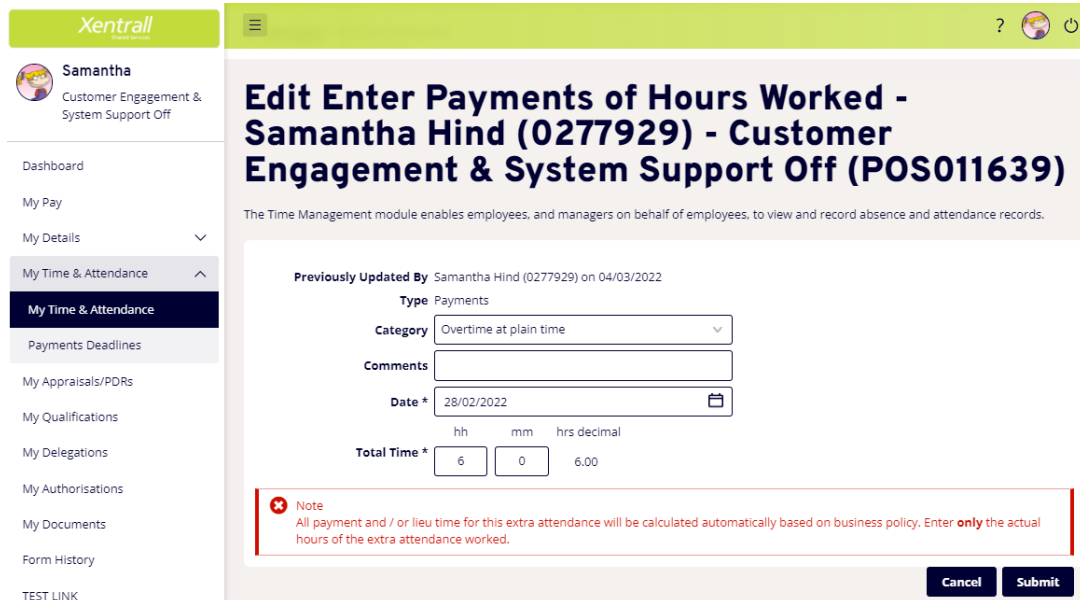 Xentrall
Shared Services
?
Samantha
Customer Engagement &
System Support Off
Dashboard
My Pay
My Details
My Time & Attendance
My Time & Attendance
Payments Deadlines
My Appraisals/PDRs
My Qualifications
My Delegations
My Authorisations
My Documents
Form History
TEST LINK
Edit Enter Payments of Hours Worked -
Samantha Hind (0277929) - Customer
Engagement & System Support Off (POS011639)
The Time Management module enables employees, and managers on behalf of employees, to view and record absence and attendance records.
Previously Updated By Samantha Hind (0277929) on 04/03/2022
Type Payments
Category Overtime at plain time
Comments
Date * 28/02/2022
hh mm hrs decimal
Total Time * 6 0 6.00
Note
All payment and / or lieu time for this extra attendance will be calculated automatically based on business policy. Enter only the actual
hours of the extra attendance worked.
Cancel Submit